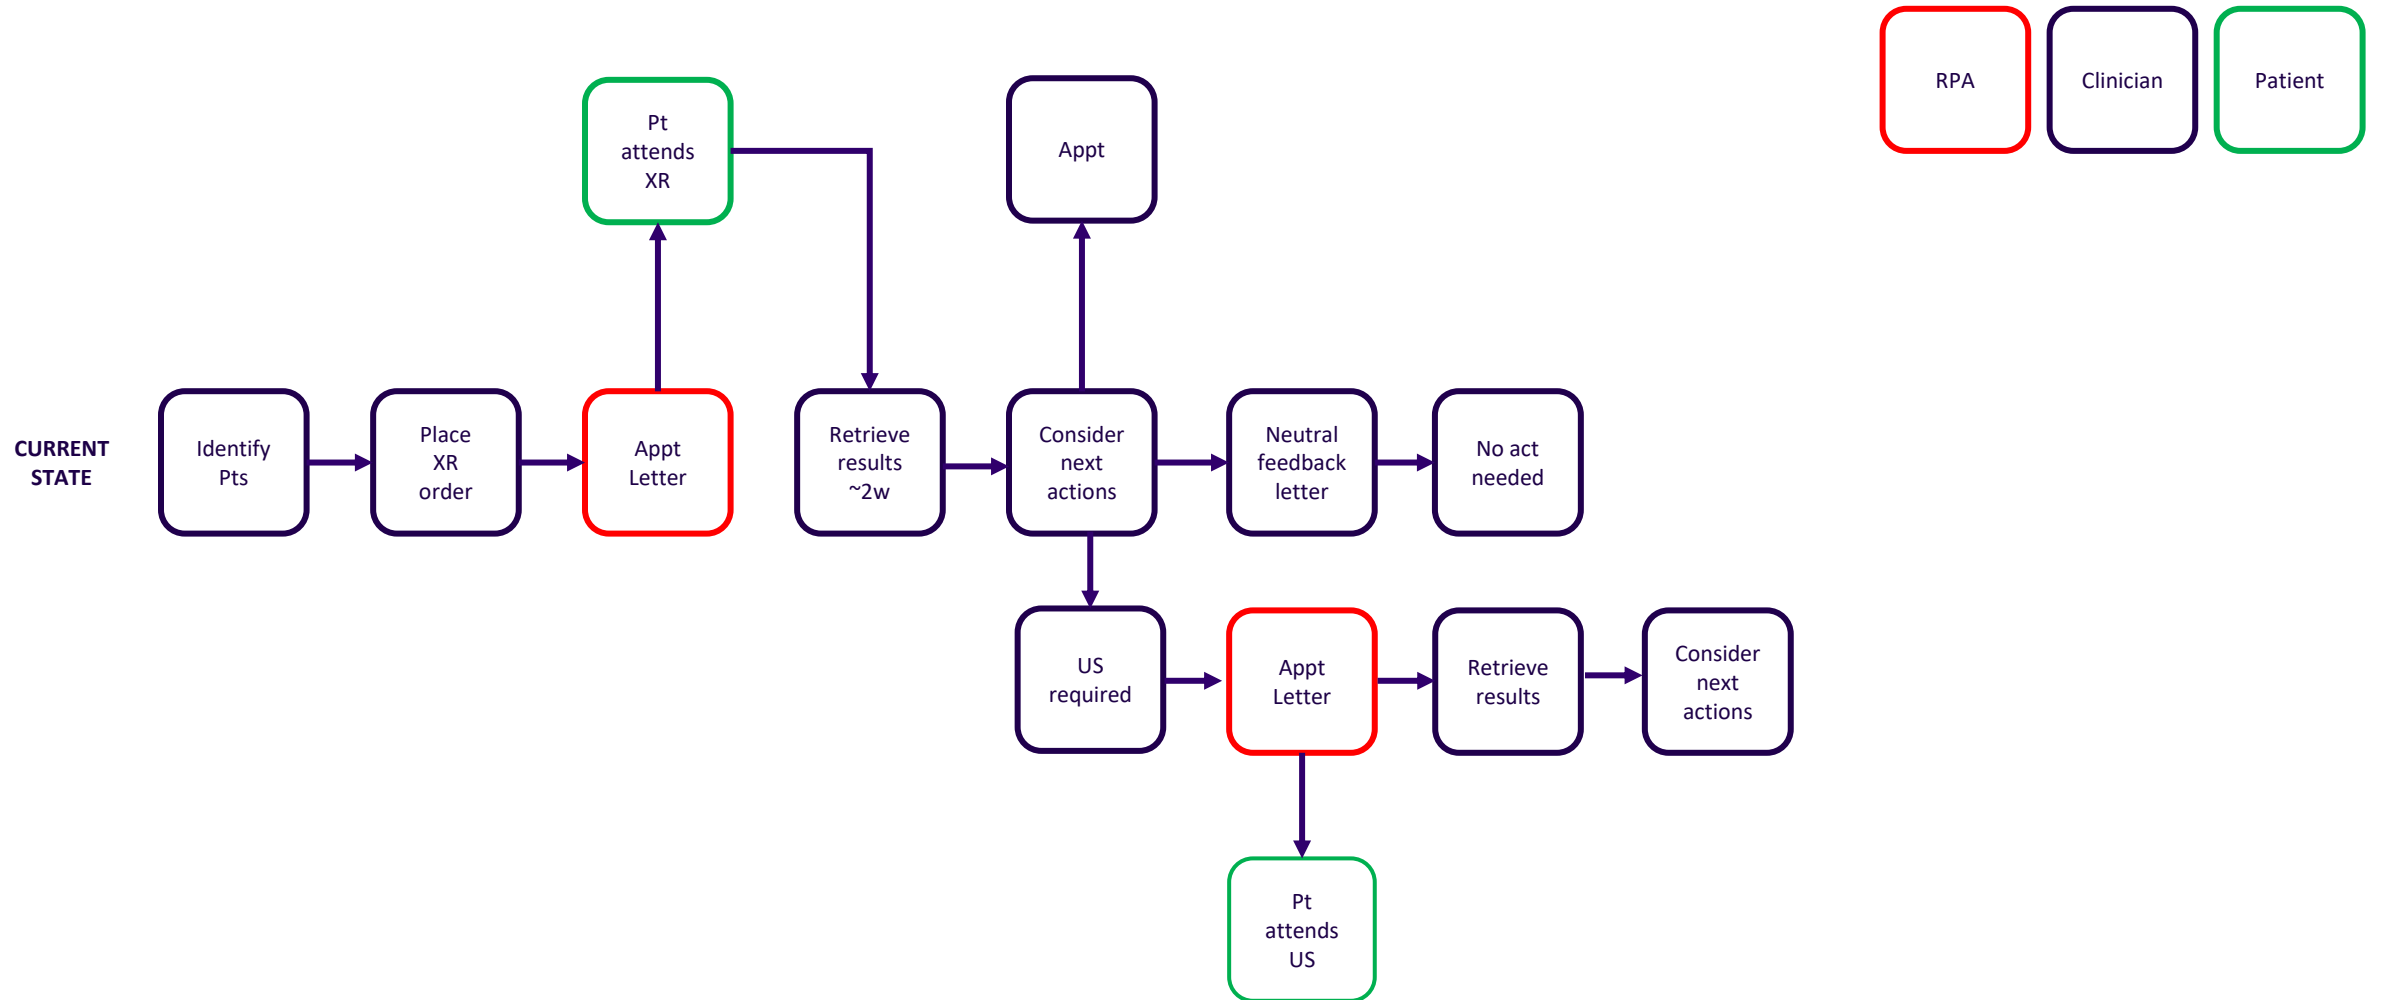 RPA
Clinician
Patient
Pt
attends
XR
Appt
CURRENT
STATE
Identify
Pts
Place
XR
order
Appt
Letter
Retrieve
results
~2w
Consider
next
actions
Neutral
feedback
letter
No act
needed
US
required
Appt
Letter
Retrieve
results
Consider
next
actions
Pt
attends
US